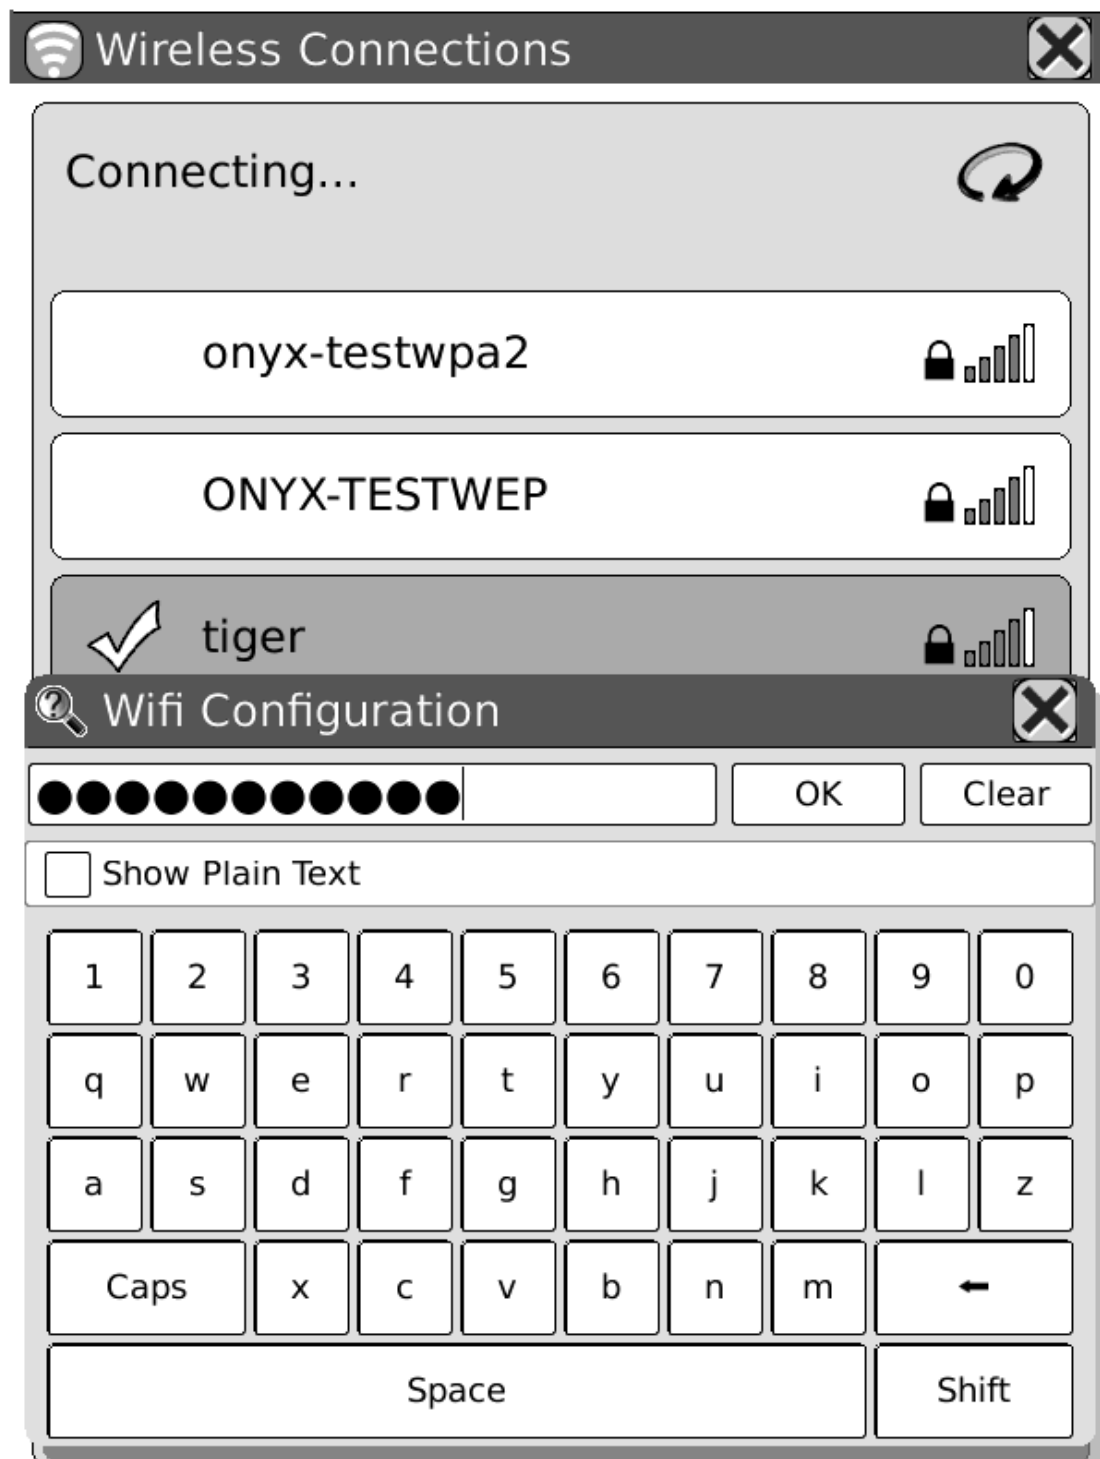 Wireless Connections
Connecting...
onyx-testwpa2
ONYX-TESTWEP
tiger
Wifi Configuration
●●●●●●●●●●● OK Clear
Show Plain Text
1 2 3 4 5 6 7 8 9 0
q w e r t y u i o p
a s d f g h j k l z
Caps x c v b n m ←
Space Shift